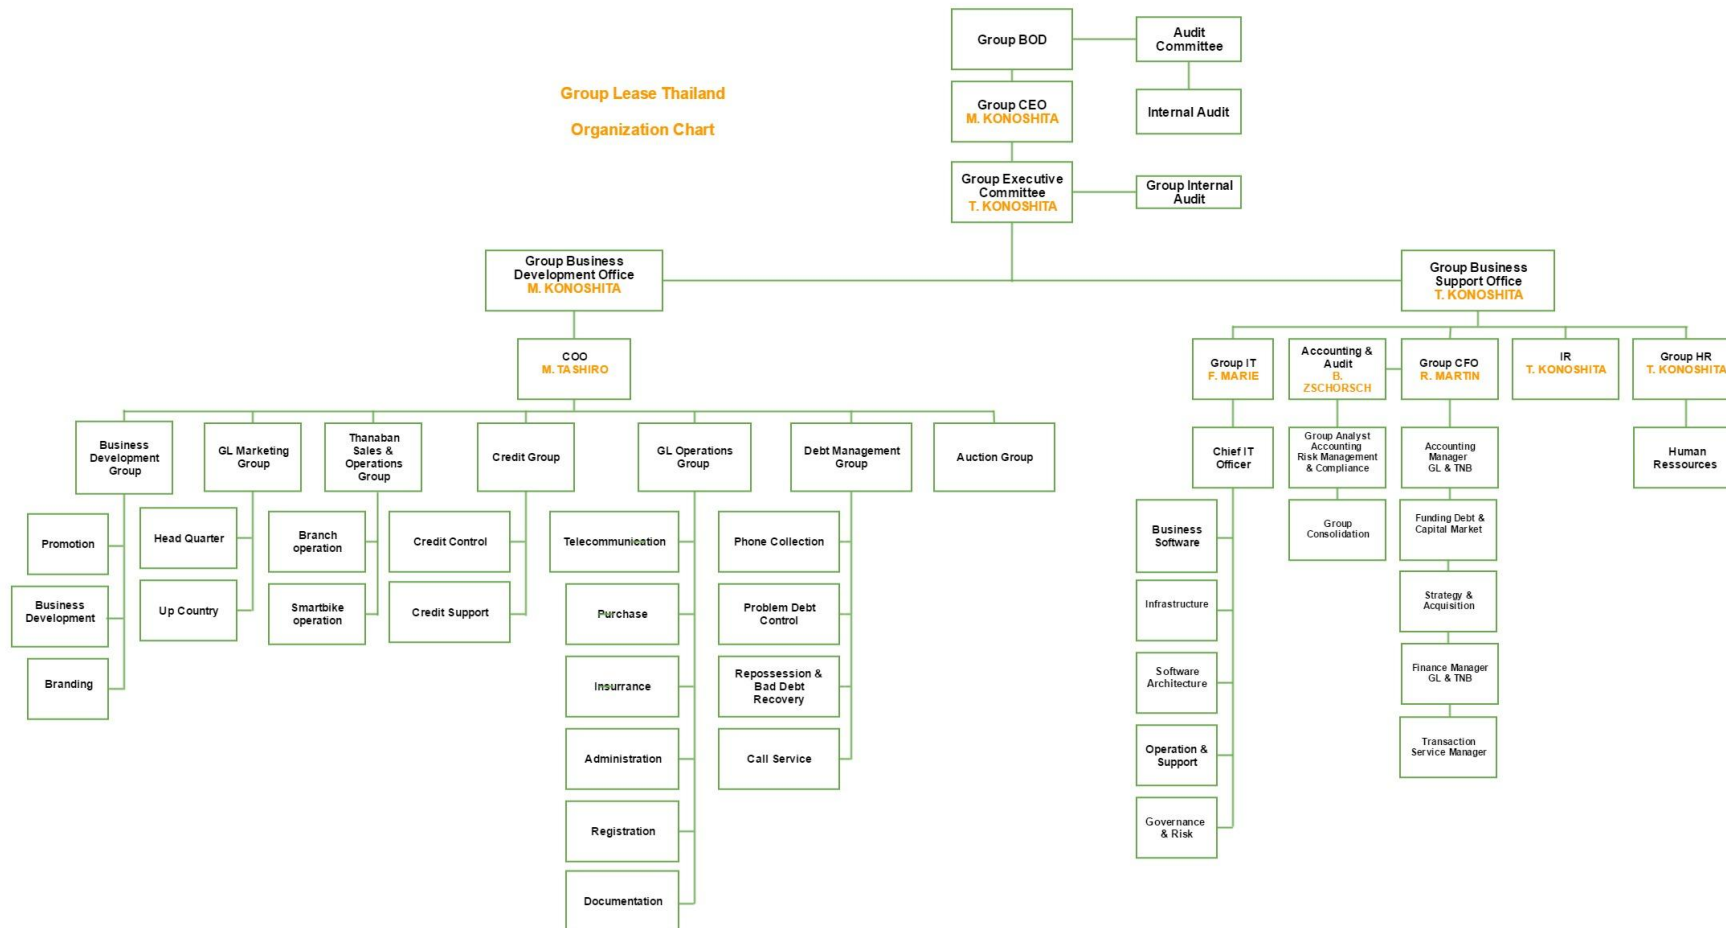 Group BOD
Audit
Committee
Group Lease Thailand
Organization Chart
Group CEO
M. KONOSHITA
Internal Audit
Group Executive
Committee
T. KONOSHITA
Group Internal
Audit
Group Business
Development Office
M. KONOSHITA
Group Business
Support Office
T. KONOSHITA
COO
M. TASHIRO
Group IT
F. MARIE
Accounting &
Audit
B.
ZSCHORSCH
Group CFO
R. MARTIN
IR
T. KONOSHITA
Group HR
T. KONOSHITA
Business
Development
Group
GL Marketing
Group
Thanaban
Sales &
Operations
Group
Credit Group
GL Operations
Group
Debt Management
Group
Auction Group
Chief IT
Officer
Group Analyst
Accounting
Risk Management
& Compliance
Accounting
Manager
GL & TNB
Human
Ressources
Promotion
Business
Development
Branding
Head Quarter
Up Country
Branch
operation
Smartbike
operation
Credit Control
Credit Support
Telecommunication
Purchase
Insurrance
Administration
Registration
Documentation
Phone Collection
Problem Debt
Control
Repossession &
Bad Debt
Recovery
Call Service
Business
Software
Infrastructure
Software
Architecture
Operation &
Support
Governance
& Risk
Group
Consolidation
Funding Debt &
Capital Market
Strategy &
Acquisition
Finance Manager
GL & TNB
Transaction
Service Manager